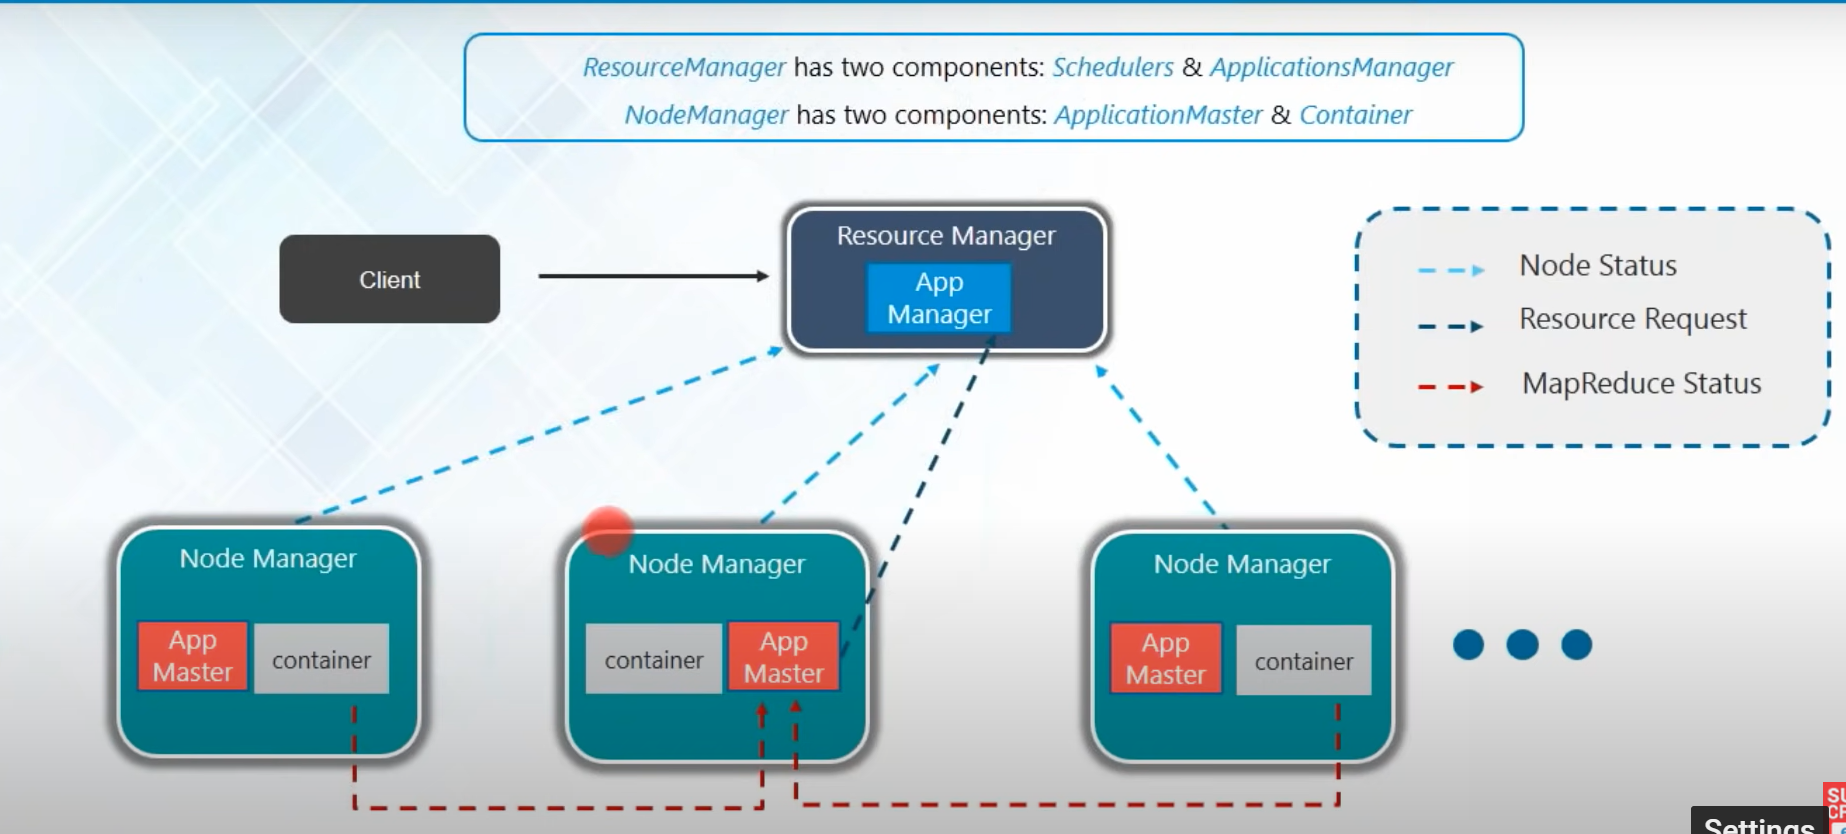 ResourceManager has two components: Schedulers & ApplicationsManager
NodeManager has two components: ApplicationMaster & Container
Client
Resource Manager
App
Manager
Node Status
Resource Request
MapReduce Status
Node Manager
App
Master
container
Node Manager
container
App
Master
Node Manager
App
Master
container
Settings